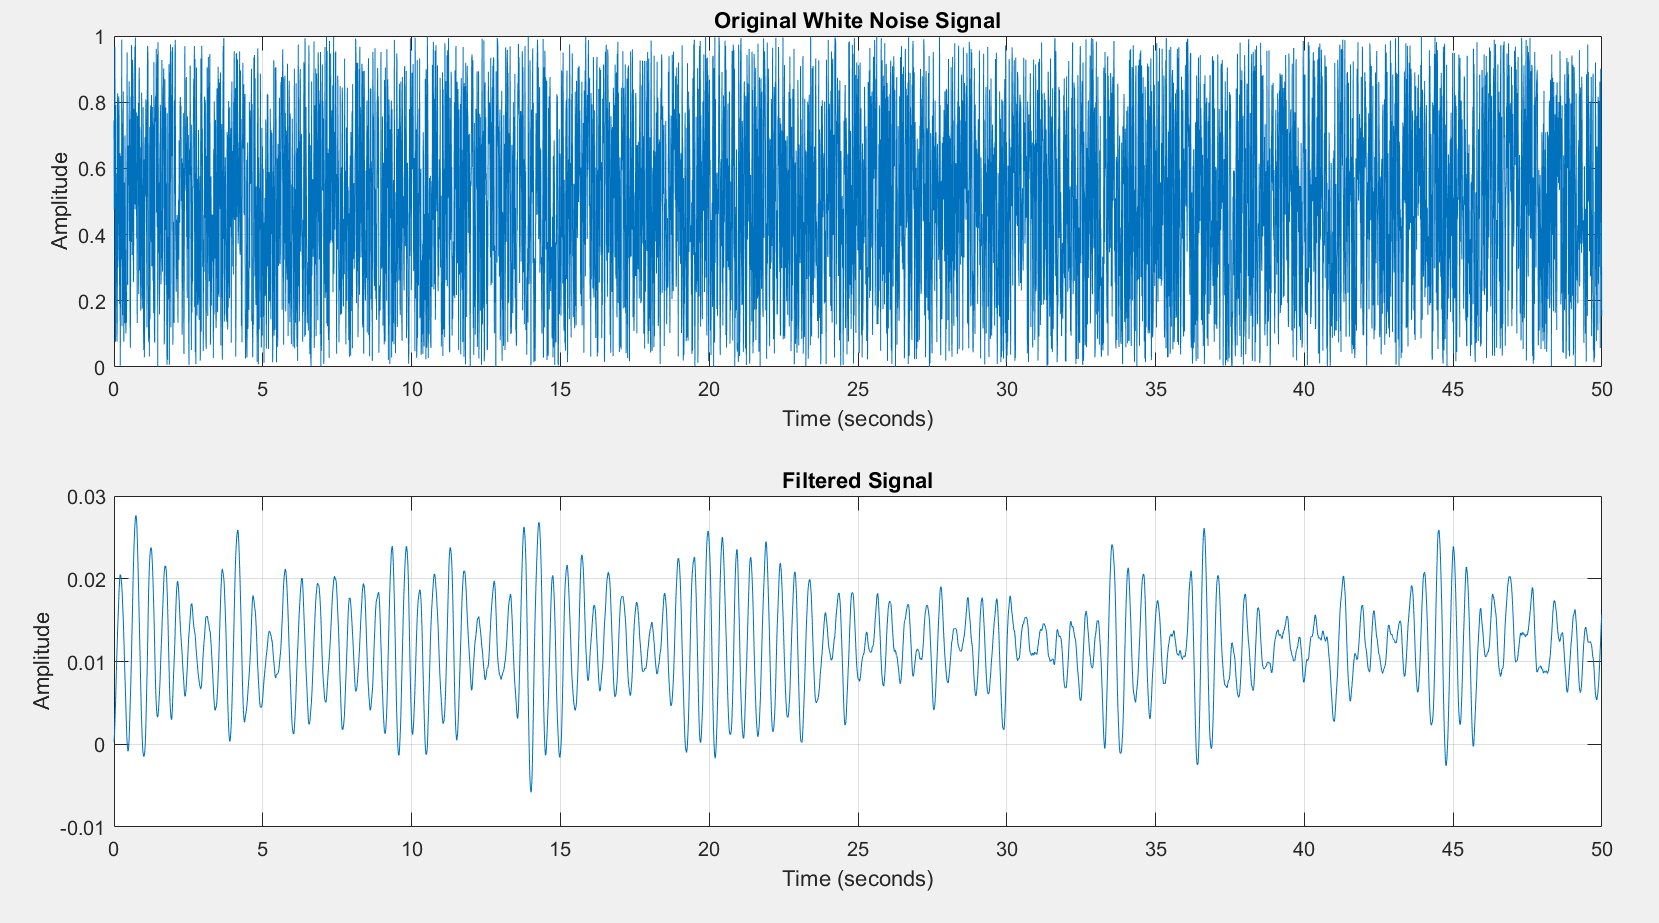 Original White Noise Signal
1
0.8
0.6
0.4
0.2
0
Amplitude
0 5 10 15 20 25 30 35 40 45 50
Time (seconds)
Filtered Signal
0.03
0.02
0.01
0
-0.01
Amplitude
0 5 10 15 20 25 30 35 40 45 50
Time (seconds)